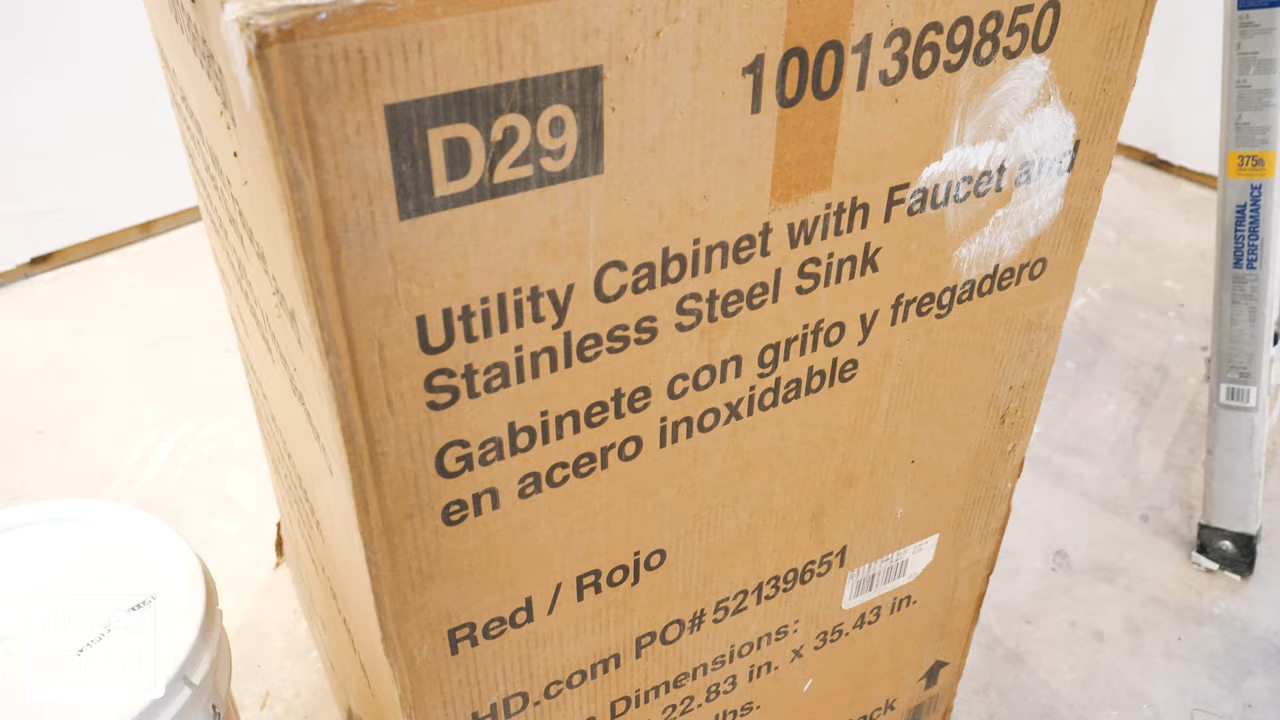 D29
1001369850
Utility Cabinet with Faucet and
Stainless Steel Sink
Gabinete con grifo y fregadero
en acero inoxidable
Red / Rojo
HD.com PO# 52139651
Dimensions:
22.83 in. x 35.43 in.
lbs.
375lb
INDUSTRIAL
PERFORMANCE